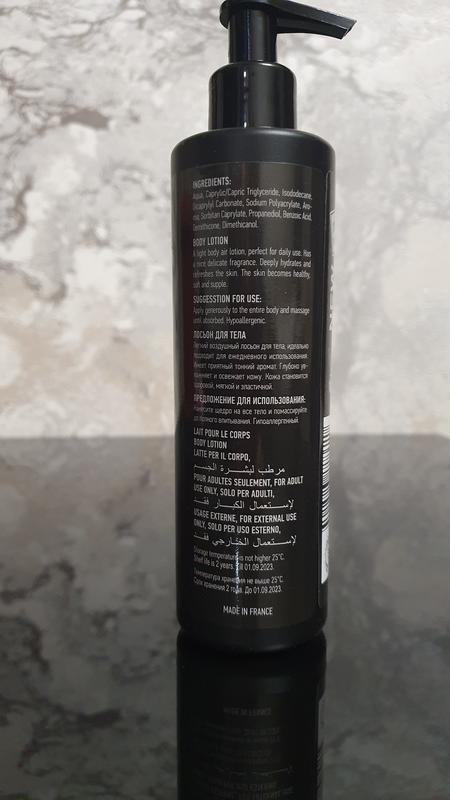 INGREDIENTS:
Aqua, Caprylic/Capric Triglyceride, Isododecane,
Dicaprylyl Carbonate, Sodium Polyacrylate, Aro-
ma, Sorbitan Caprylate, Propanediol, Benzoic Acid,
Dimethicone, Dimethicanol.
BODY LOTION
A light body air lotion, perfect for daily use. Has
a more delicate fragrance. Deeply hydrates and
refreshes the skin. The skin becomes healthy,
soft and supple.
SUGGESSTION FOR USE:
Apply generously to the entire body and massage
until absorbed. Hypoallergenic.
ЛОСЬОН ДЛЯ ТЕЛА
Легкий воздушный лосьон для тела, идеально
подходит для ежедневного использования.
Имеет приятный тонкий аромат. Глубоко ув-
лажняет и освежает кожу. Кожа становится
здоровой, мягкой и эластичной.
ПРЕДЛОЖЕНИЕ ДЛЯ ИСПОЛЬЗОВАНИЯ:
Нанесите щедро на все тело и помассируйте
до полного впитывания. Гипоаллергенный.
LAIT POUR LE CORPS
BODY LOTION
LATTE PER IL CORPO,
مرطب لبشرة الجسم
POUR ADULTES SEULEMENT, FOR ADULT
USE ONLY, SOLO PER ADULTI,
لإستعمال الكبار فقد
USAGE EXTERNE, FOR EXTERNAL USE
ONLY, SOLO PER USO ESTERNO,
لإستعمال الخارجي فقد
Storage temperature is not higher 25°C.
Shelf life is 2 years. Till 01.09.2023.
Температура хранения не выше 25°C.
Срок хранения 2 года. До 01.09.2023.
MADE IN FRANCE